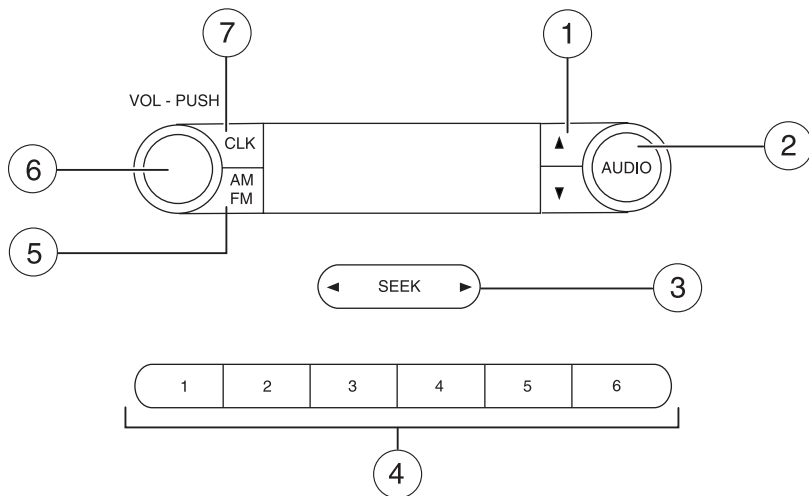 7
1
VOL - PUSH
CLK
▲
2
6
AUDIO
AM
FM
▼
5
◄ SEEK ►
3
1 2 3 4 5 6
4